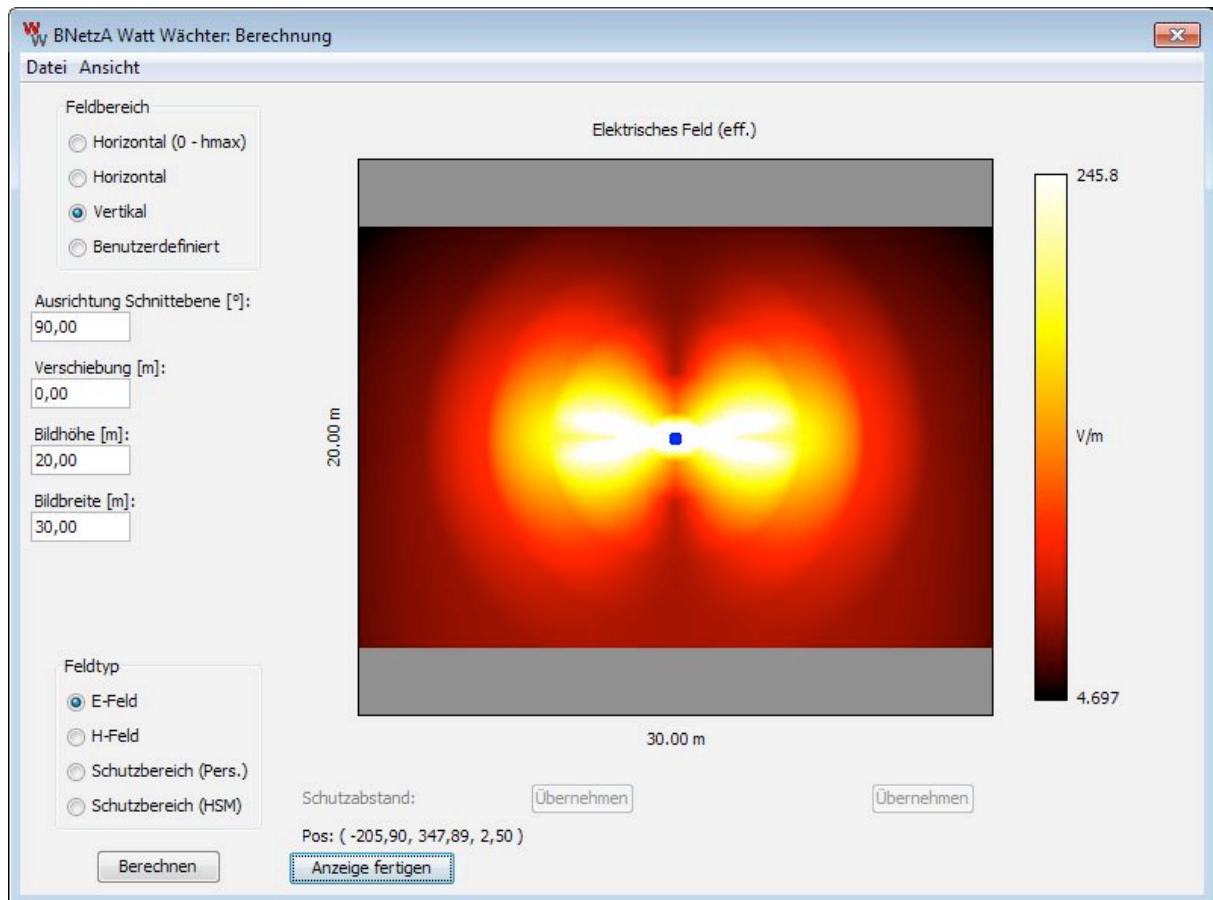 BNetzA Watt Wächter: Berechnung
Datei Ansicht
Feldbereich
Horizontal (0 - hmax)
Horizontal
Vertikal
Benutzerdefiniert
Ausrichtung Schnittebene [°]:
90,00
Verschiebung [m]:
0,00
Bildhöhe [m]:
20,00
Bildbreite [m]:
30,00
Feldtyp
E-Feld
H-Feld
Schutzbereich (Pers.)
Schutzbereich (HSM)
Berechnen
Elektrisches Feld (eff.)
20.00 m
30.00 m
245.8
V/m
4.697
Schutzabstand:
Übernehmen
Übernehmen
Pos: ( -205,90, 347,89, 2,50 )
Anzeige fertigen